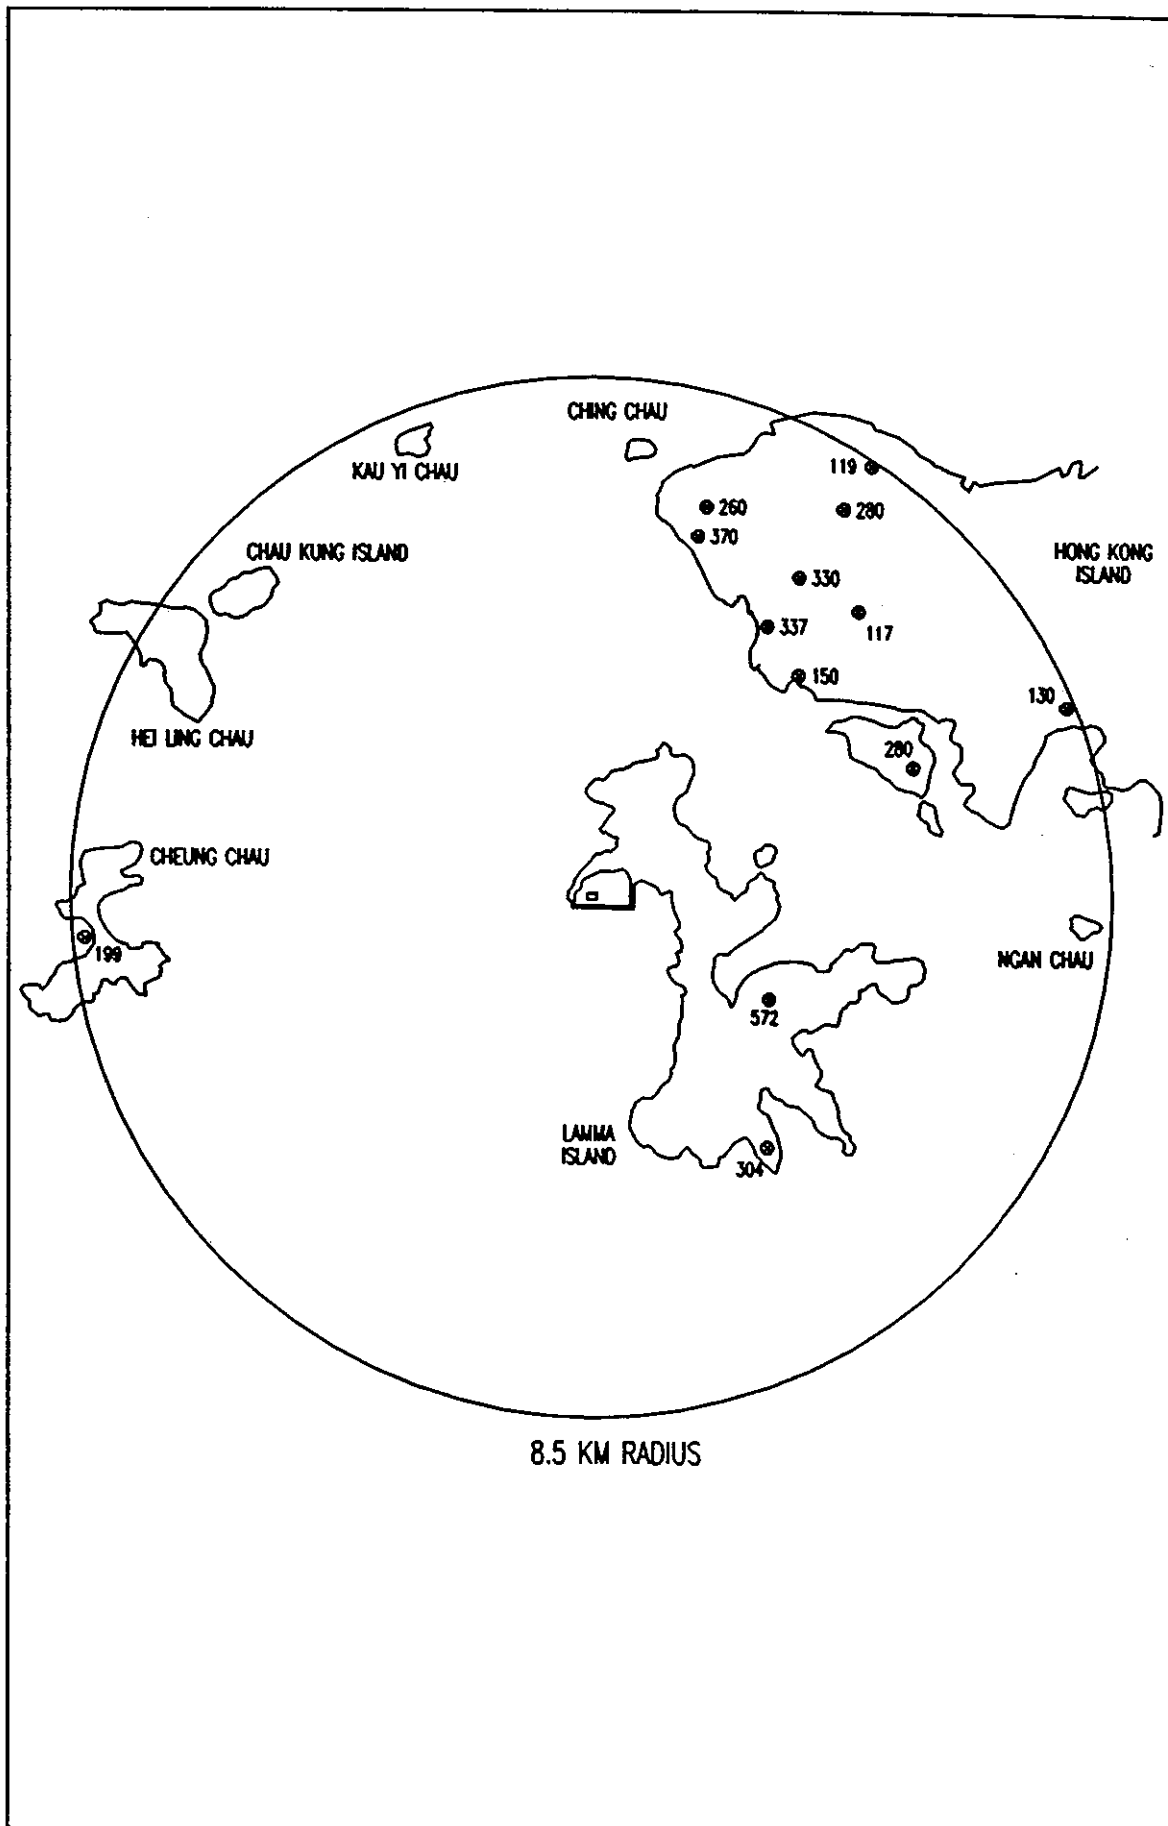 CHING CHAU
KAU YI CHAU
119
260
280
370
CHAU KUNG ISLAND
HONG KONG
ISLAND
330
337
117
150
130
HEI LING CHAU
280
CHEUNG CHAU
199
NGAN CHAU
572
LAMMA
ISLAND
304
8.5 KM RADIUS